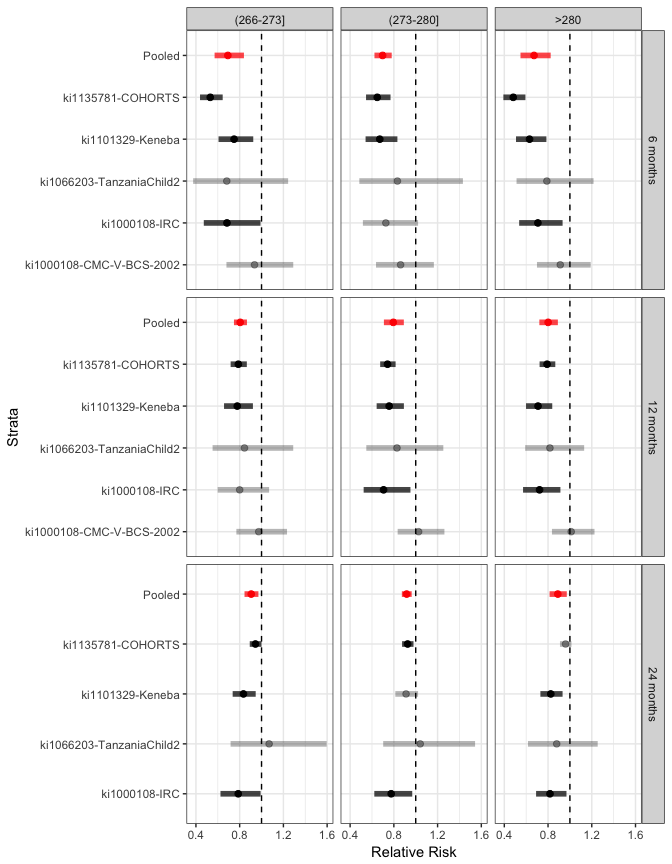 (266-273]
(273-280]
>280
Pooled
ki1135781-COHORTS
ki1101329-Keneba
ki1066203-TanzaniaChild2
ki1000108-IRC
ki1000108-CMC-V-BCS-2002
6 months
Pooled
ki1135781-COHORTS
ki1101329-Keneba
ki1066203-TanzaniaChild2
ki1000108-IRC
ki1000108-CMC-V-BCS-2002
12 months
Pooled
ki1135781-COHORTS
ki1101329-Keneba
ki1066203-TanzaniaChild2
ki1000108-IRC
24 months
Strata
0.4 0.8 1.2 1.6
0.4 0.8 1.2 1.6
0.4 0.8 1.2 1.6
Relative Risk